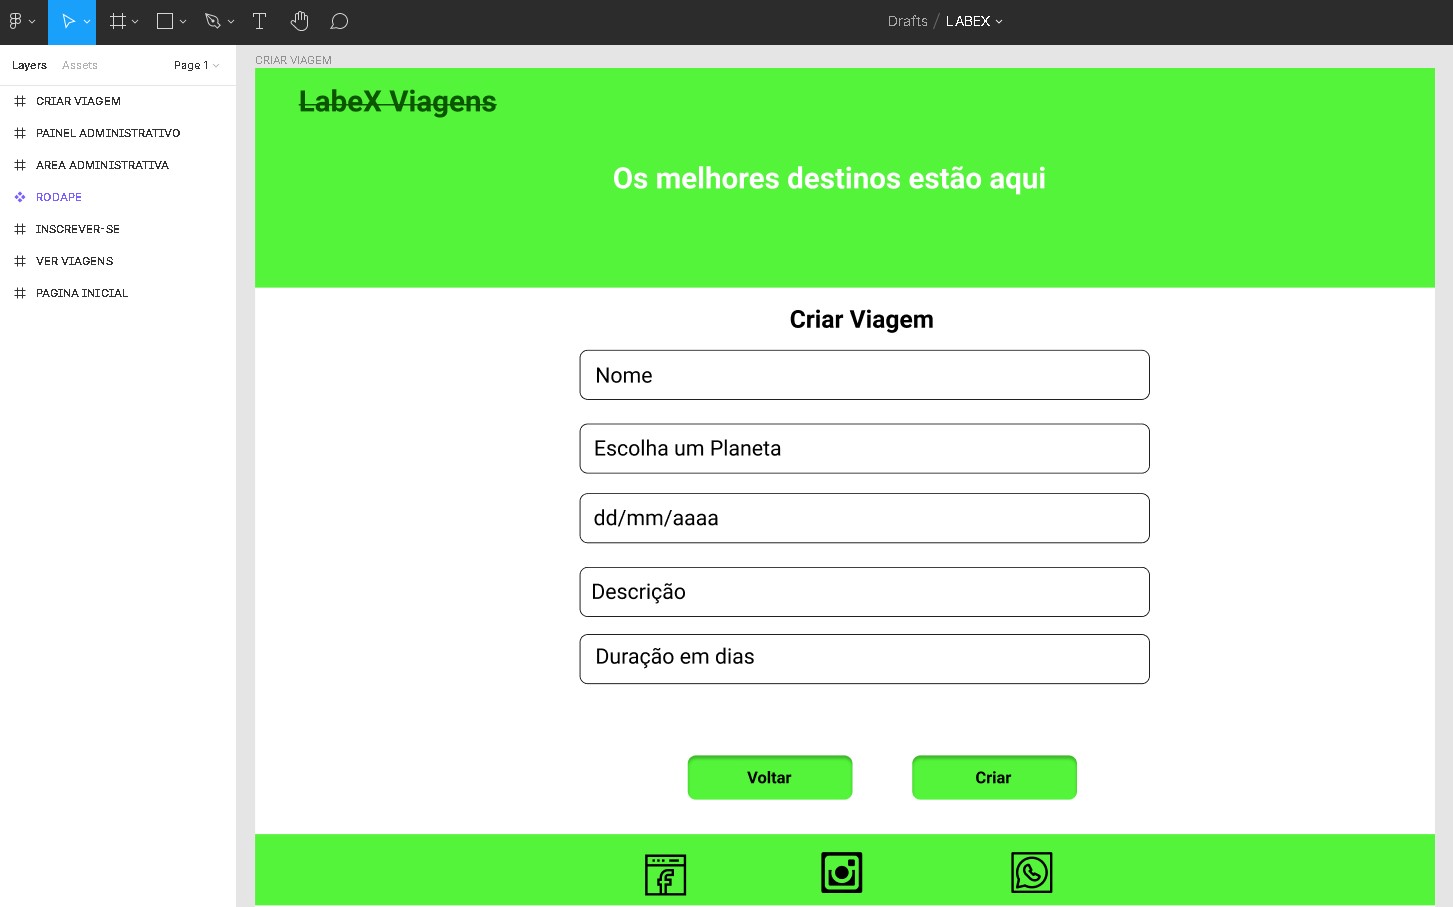 Drafts / LABEX
Layers
Assets
Page 1
CRIAR VIAGEM
PAINEL ADMINISTRATIVO
AREA ADMINISTRATIVA
RODAPE
INSCREVER-SE
VER VIAGENS
PAGINA INICIAL
CRIAR VIAGEM
LabeX Viagens
Os melhores destinos estão aqui
Criar Viagem
Nome
Escolha um Planeta
dd/mm/aaaa
Descrição
Duração em dias
Voltar
Criar